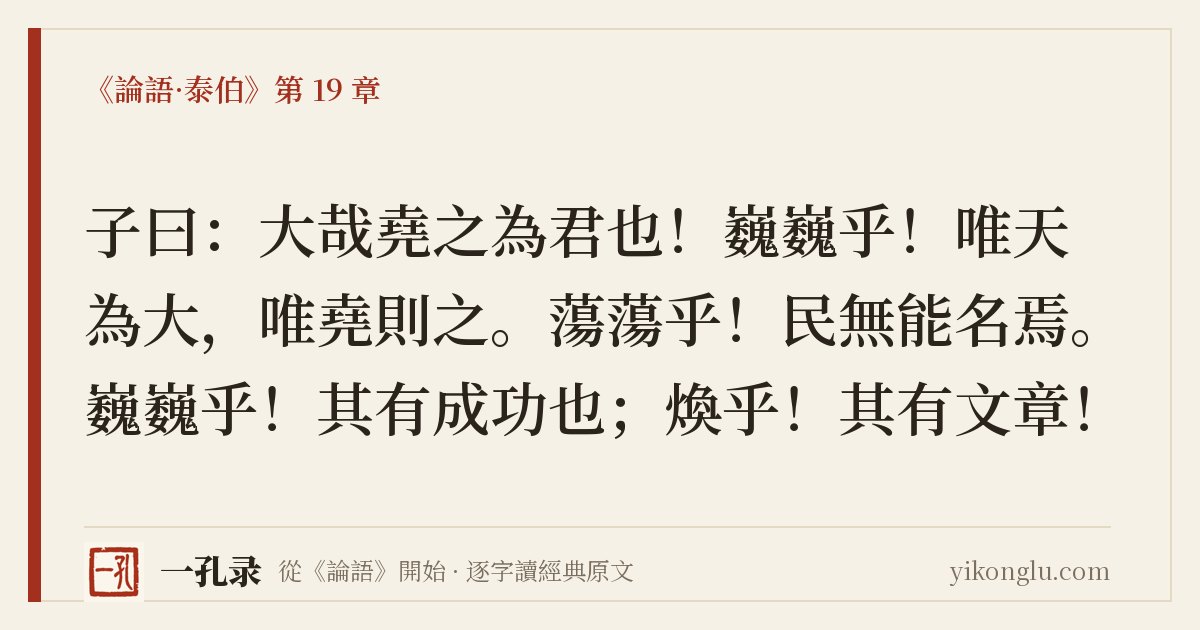 《論語·泰伯》第 19 章
子曰：大哉堯之為君也！巍巍乎！唯天
為大，唯堯則之。蕩蕩乎！民無能名焉。
巍巍乎！其有成功也；煥乎！其有文章！
一孔
一孔录 從《論語》開始 · 逐字讀經典原文 yikonglu.com